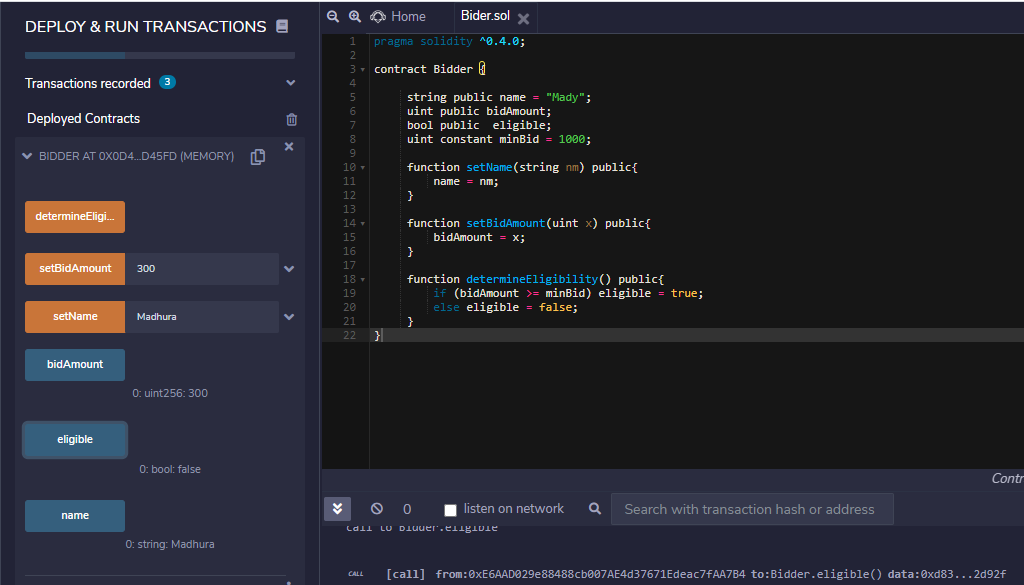 DEPLOY & RUN TRANSACTIONS
Transactions recorded 3
Deployed Contracts
BIDDER AT 0X0D4...D45FD (MEMORY)
determineEligi...
setBidAmount 300
setName Madhura
bidAmount
0: uint256: 300
eligible
0: bool: false
name
0: string: Madhura
Home
Bider.sol
1 pragma solidity ^0.4.0;
2
3 contract Bidder {
4
5 string public name = "Mady";
6 uint public bidAmount;
7 bool public  eligible;
8 uint constant minBid = 1000;
9
10 function setName(string nm) public{
11 name = nm;
12 }
13
14 function setBidAmount(uint x) public{
15 bidAmount = x;
16 }
17
18 function determineEligibility() public{
19 if (bidAmount >= minBid) eligible = true;
20 else eligible = false;
21 }
22 }
Contr
0 listen on network Search with transaction hash or address
call to Bidder.eligible
CALL [call] from:0xE6AAD029e88488cb007AE4d37671Edeac7fAA7B4 to:Bidder.eligible() data:0xd83...2d92f